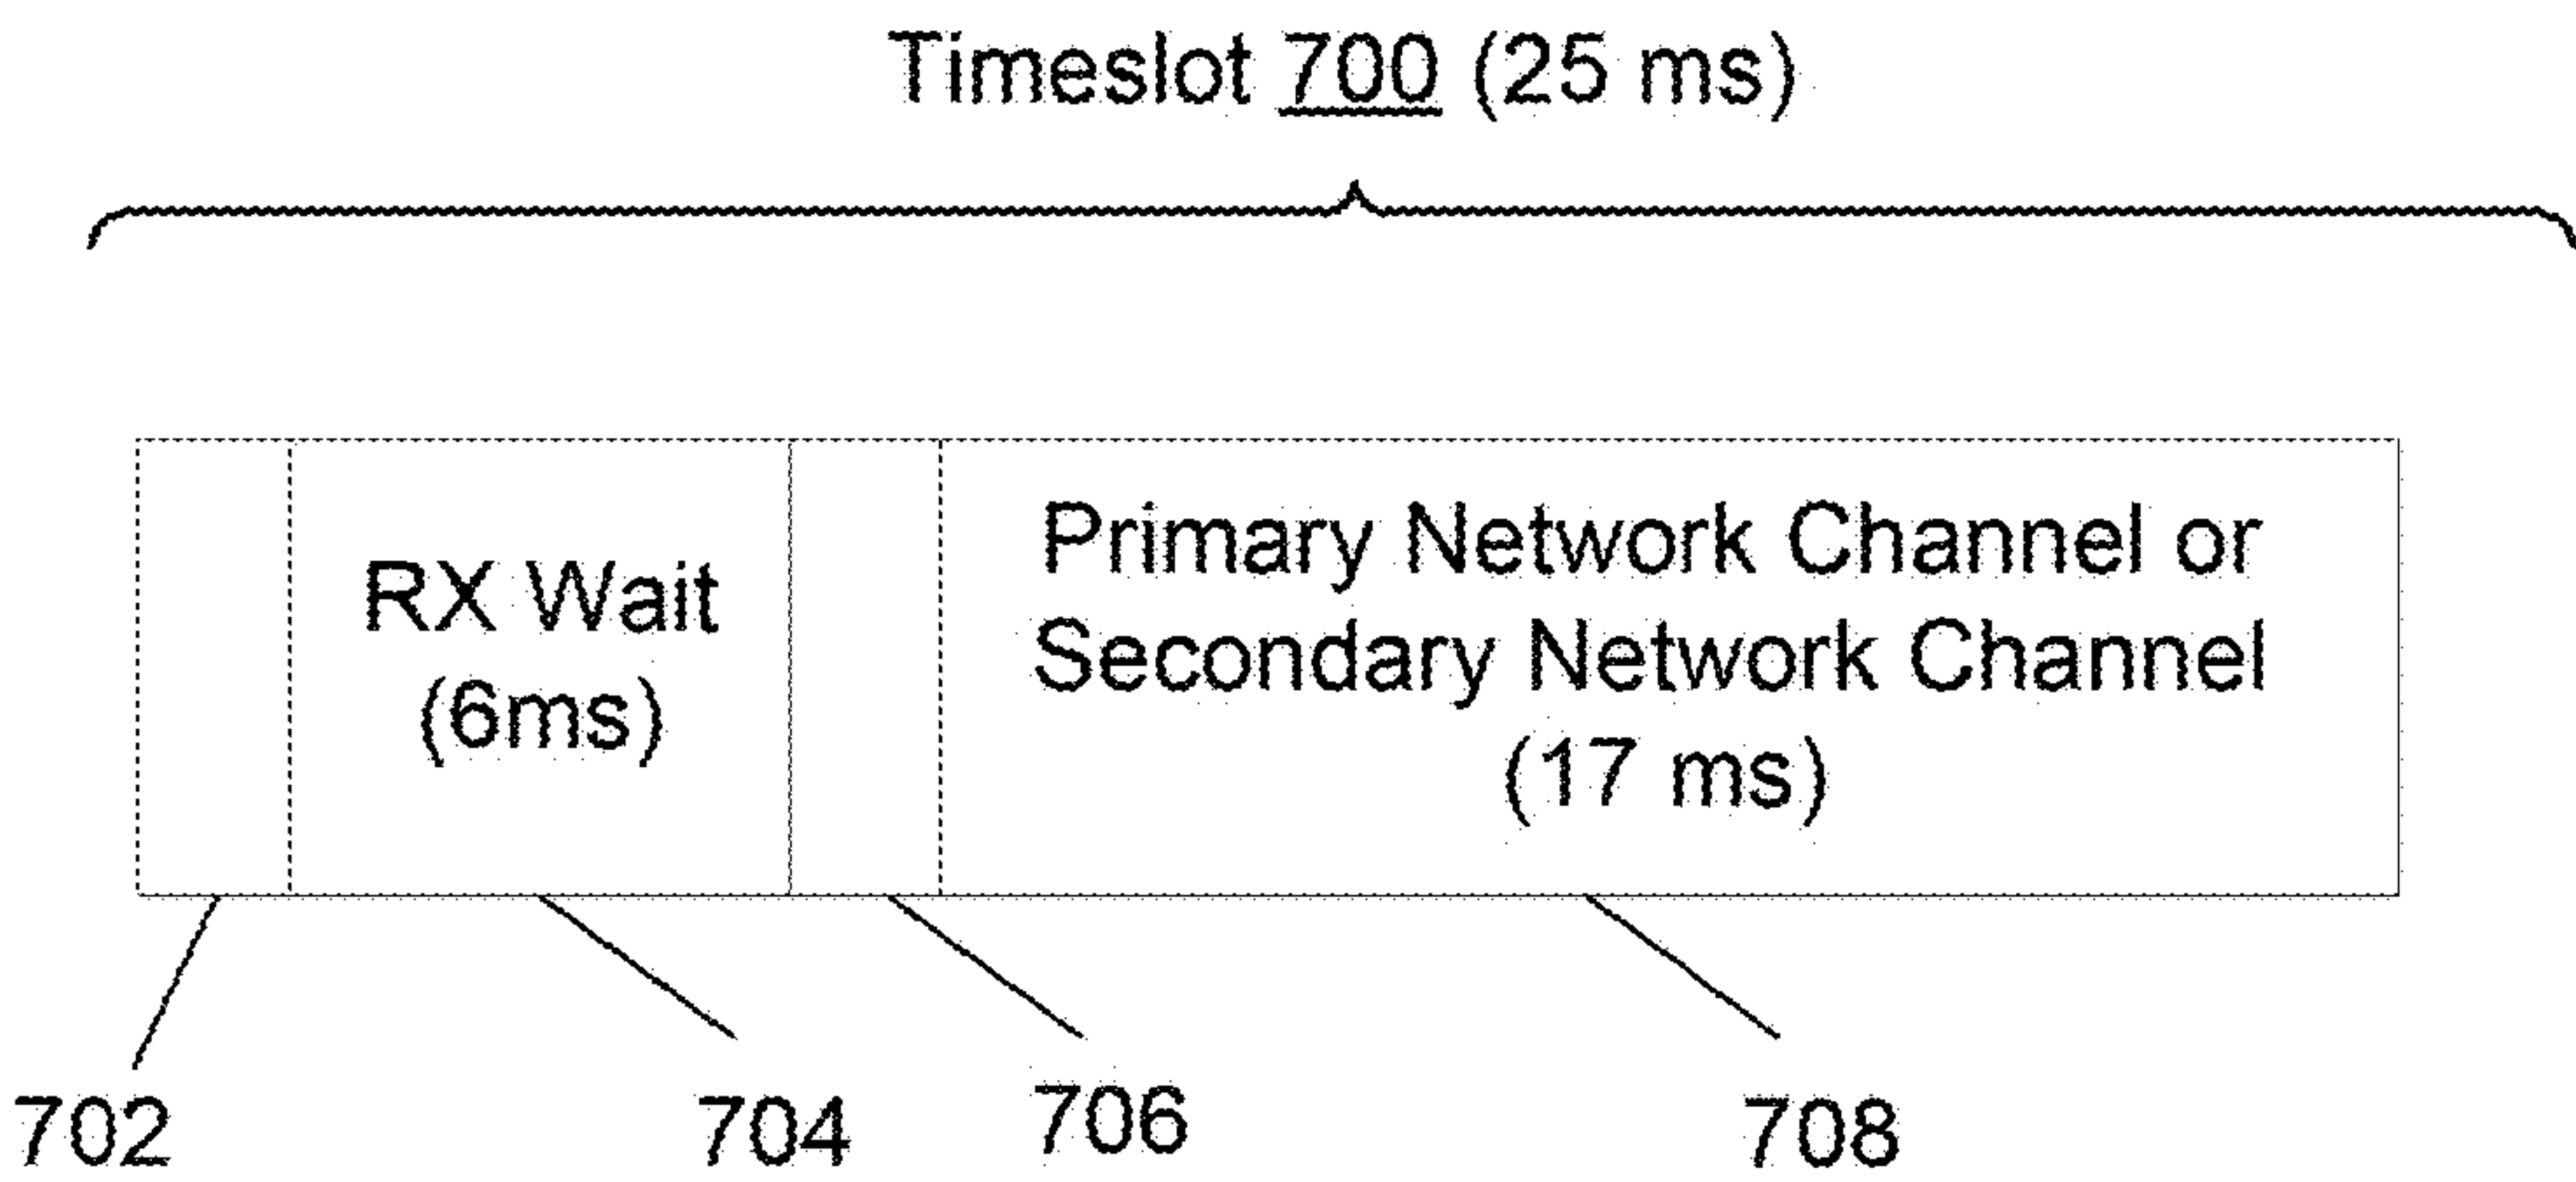 Timeslot 700 (25 ms)
RX Wait
(6ms)
Primary Network Channel or
Secondary Network Channel
(17 ms)
702
704
706
708